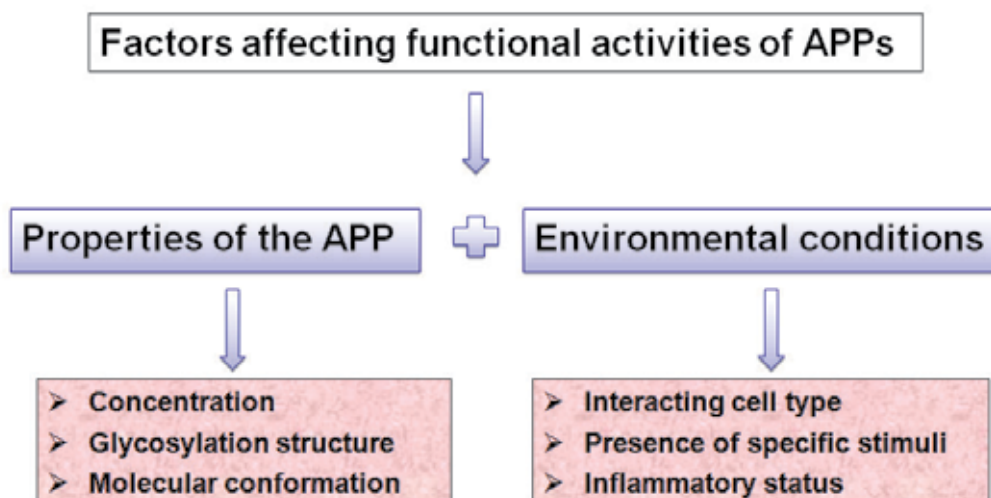 Factors affecting functional activities of APPs
Properties of the APP
Environmental conditions
➢ Concentration
➢ Glycosylation structure
➢ Molecular conformation
➢ Interacting cell type
➢ Presence of specific stimuli
➢ Inflammatory status